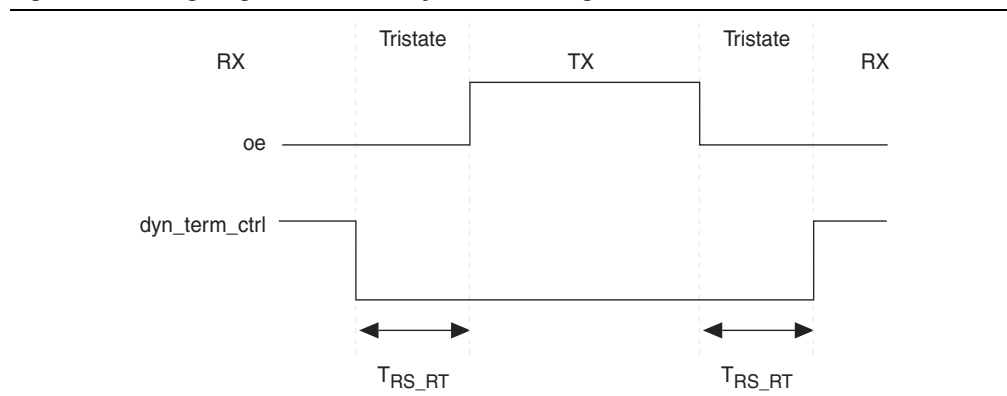 Tristate Tristate
RX TX RX
oe
dyn_term_ctrl
TRS_RT TRS_RT